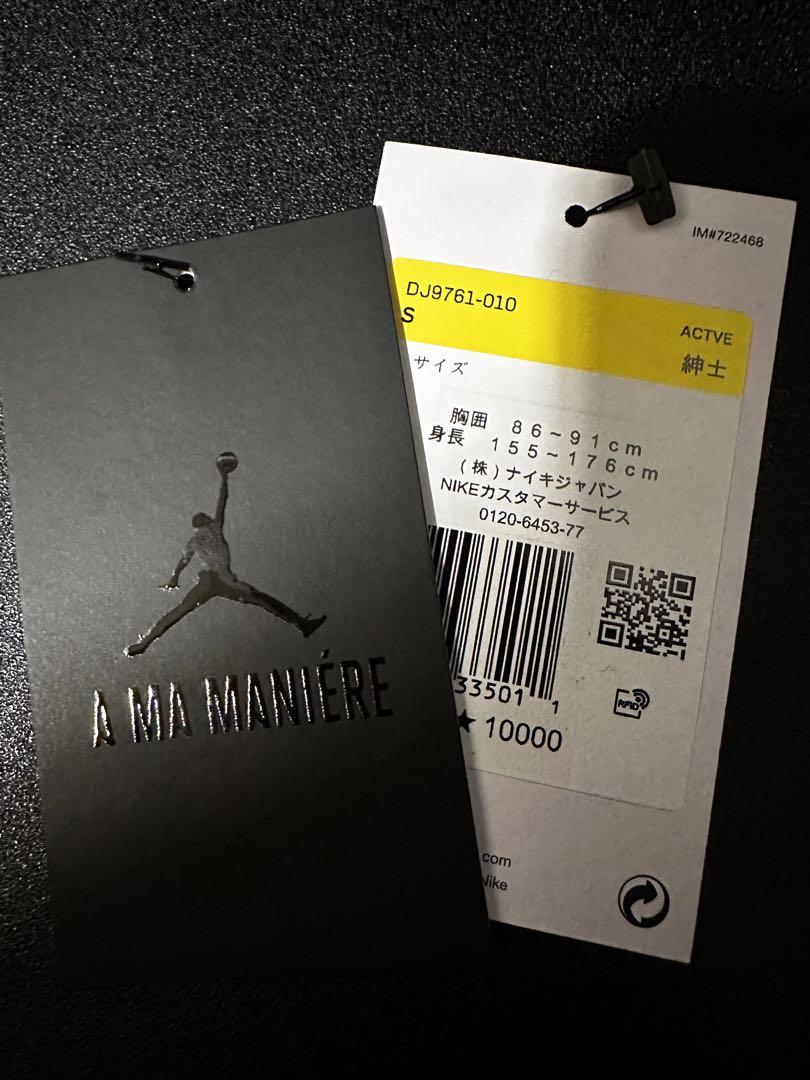 A MA MANIÉRE
IM#722468
DJ9761-010
S
ACTVE
サイズ
紳士
胸囲 86~91cm
身長 155~176cm
(株)ナイキジャパン
NIKEカスタマーサービス
0120-6453-77
33501 1
RFID
★ 10000
.com
Nike